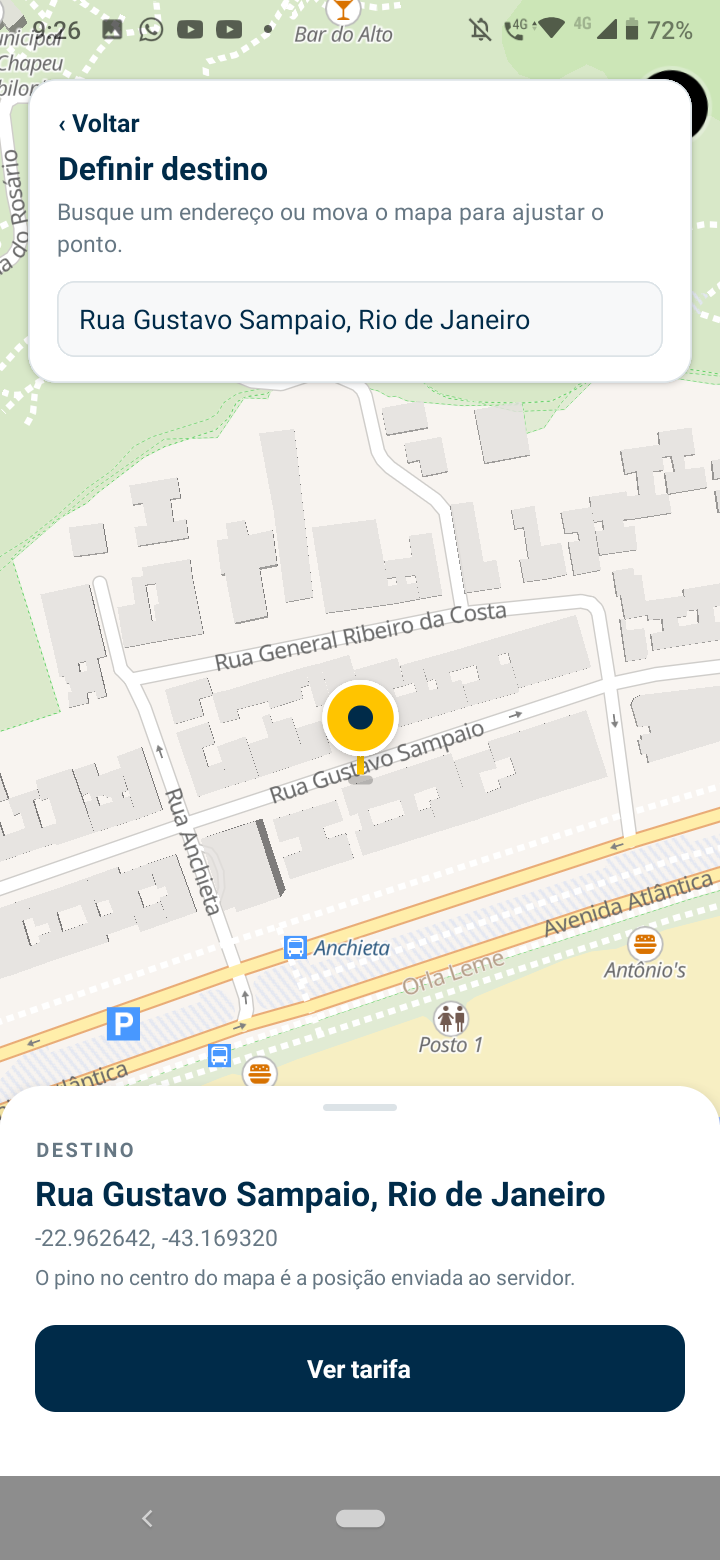 9:26
Bar do Alto
4G
4G
72%
Chapeu
‹ Voltar
Definir destino
Busque um endereço ou mova o mapa para ajustar o
ponto.
Rua Gustavo Sampaio, Rio de Janeiro
a do Rosário
Rua General Ribeiro da Costa
Rua Gustavo Sampaio
Rua Anchieta
Avenida Atlântica
Anchieta
Antônio's
Orla Leme
P
Posto 1
lântica
DESTINO
Rua Gustavo Sampaio, Rio de Janeiro
-22.962642, -43.169320
O pino no centro do mapa é a posição enviada ao servidor.
Ver tarifa